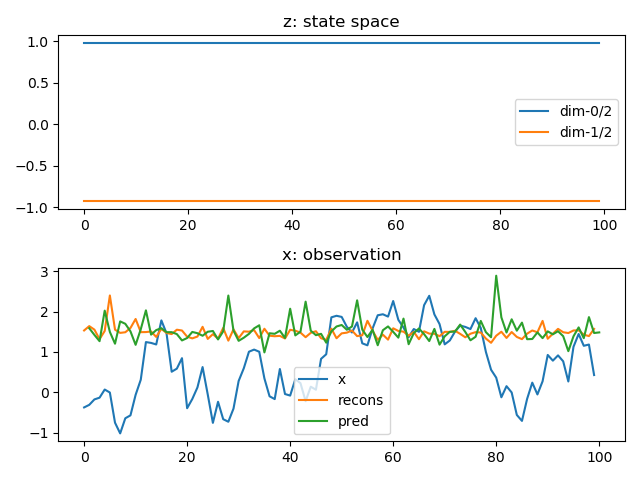 z: state space
1.0
0.5
0.0
−0.5
−1.0
dim-0/2
dim-1/2
0 20 40 60 80 100
x: observation
3
2
1
0
−1
x
recons
pred
0 20 40 60 80 100